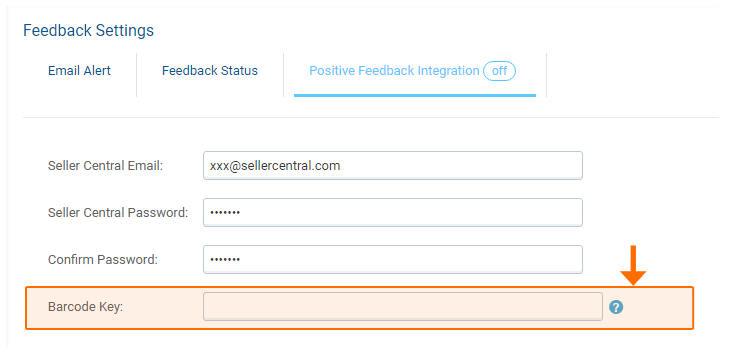 Feedback Settings
Email Alert Feedback Status Positive Feedback Integration off
Seller Central Email: xxx@sellercentral.com
Seller Central Password: •••••••
Confirm Password: •••••••
Barcode Key: ?